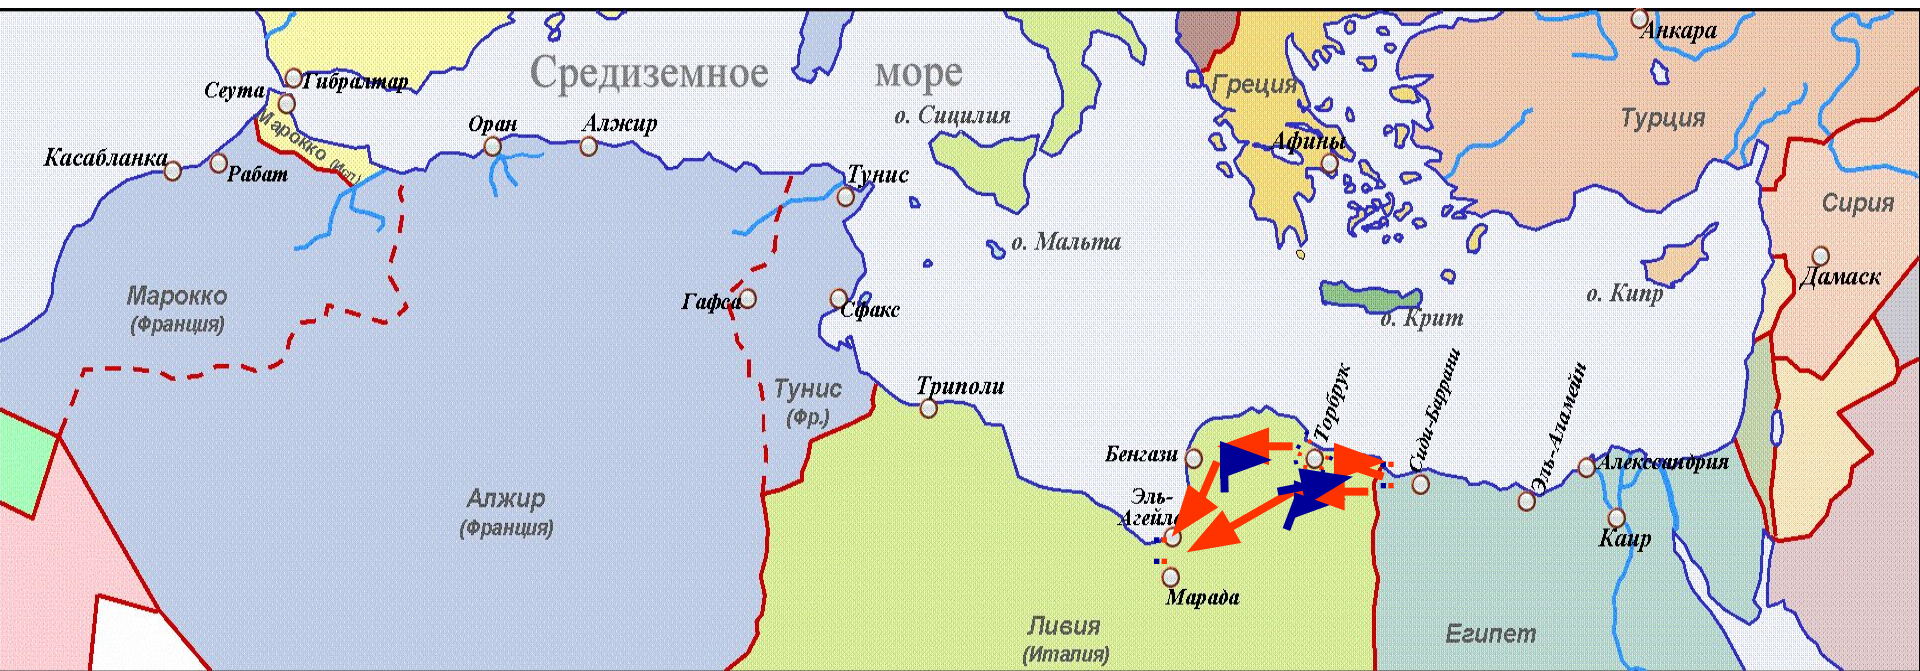 Анкара
Средиземное море
Гибралтар
Греция
Сеута
о. Сицилия
Турция
Марокко (Исп.)
Оран
Алжир
Афины
Касабланка
Рабат
Тунис
Сирия
о. Мальта
Дамаск
Марокко
(Франция)
Гафса
Сфакс
о. Кипр
о. Крит
Тунис
(Фр.)
Триполи
Торбрук
Сиди-Баррани
Эль-Аламейн
Бенгази
Александрия
Эль-
Агейла
Алжир
(Франция)
Каир
Марада
Ливия
(Италия)
Египет